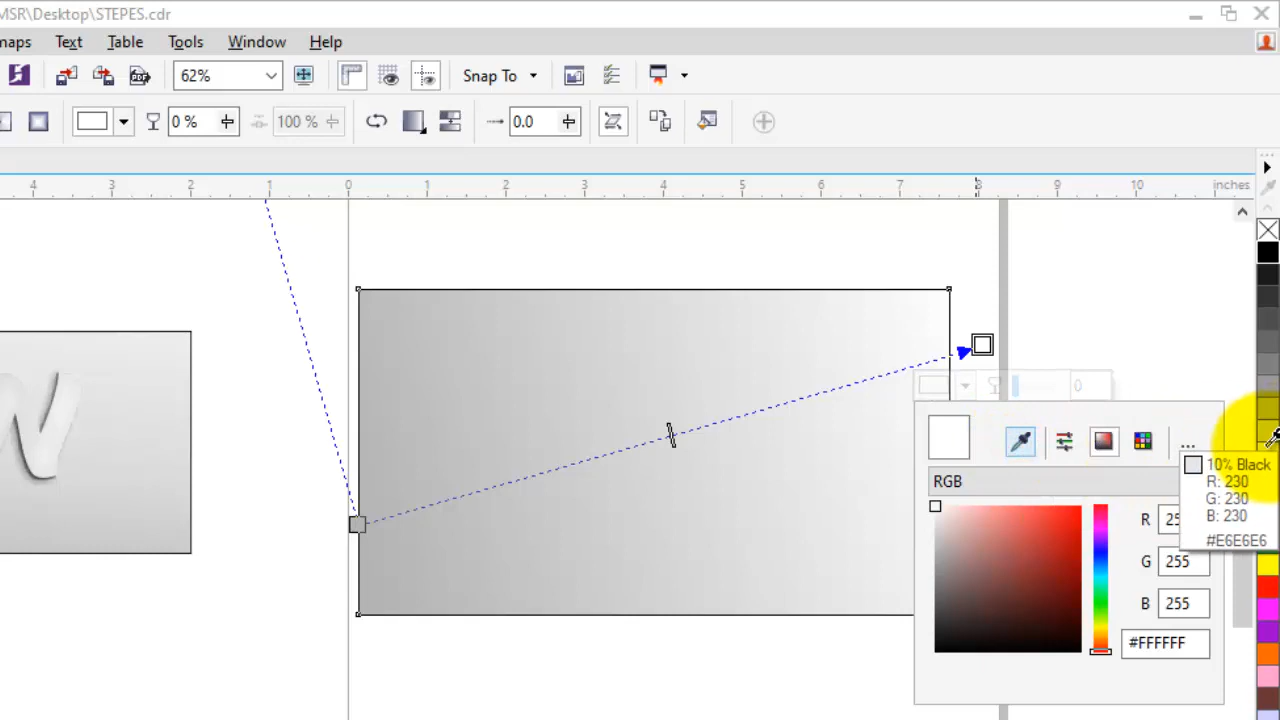 MSR\Desktop\STEPES.cdr
maps Text Table Tools Window Help
PDF 62% Snap To
0 % 100 % 0.0
4 3 2 1 0 1 2 3 4 5 6 7 8 9 10 inches
W
0
10% Black
R: 230
G: 230
B: 230
#E6E6E6
RGB
R 25
G 255
B 255
#FFFFFF